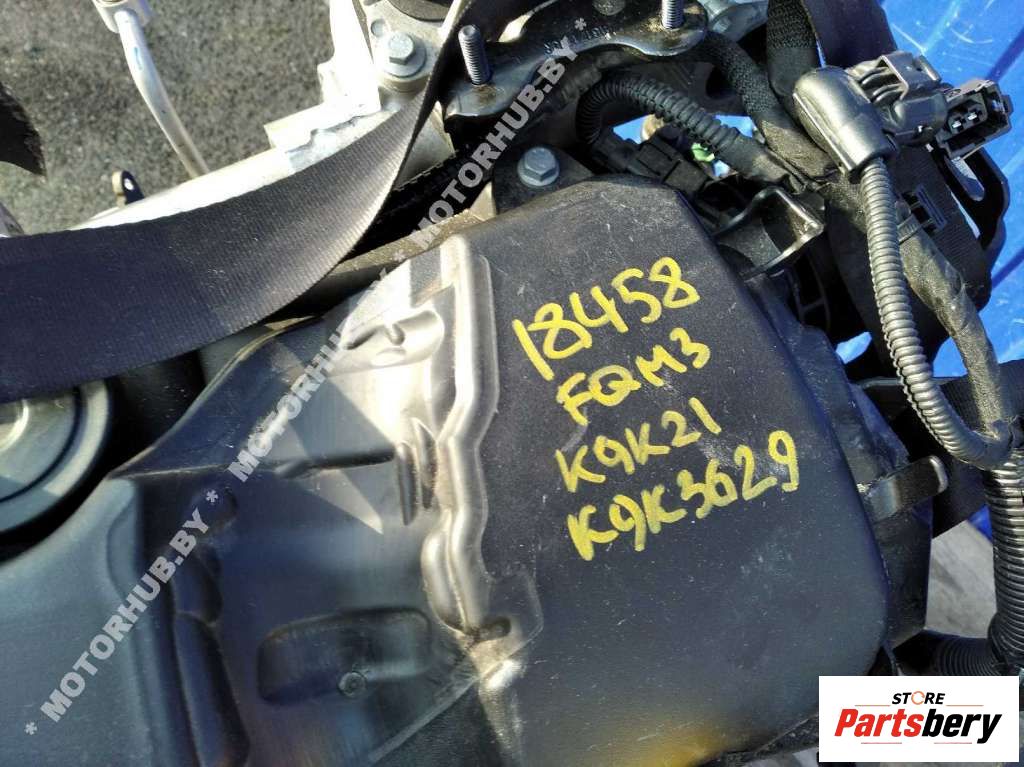 18458
FQM3
K9K21
K9K3629
* MOTORHUB.BY * MOTORHUB.BY * MOTORHUB.BY *
STORE
Partsbery